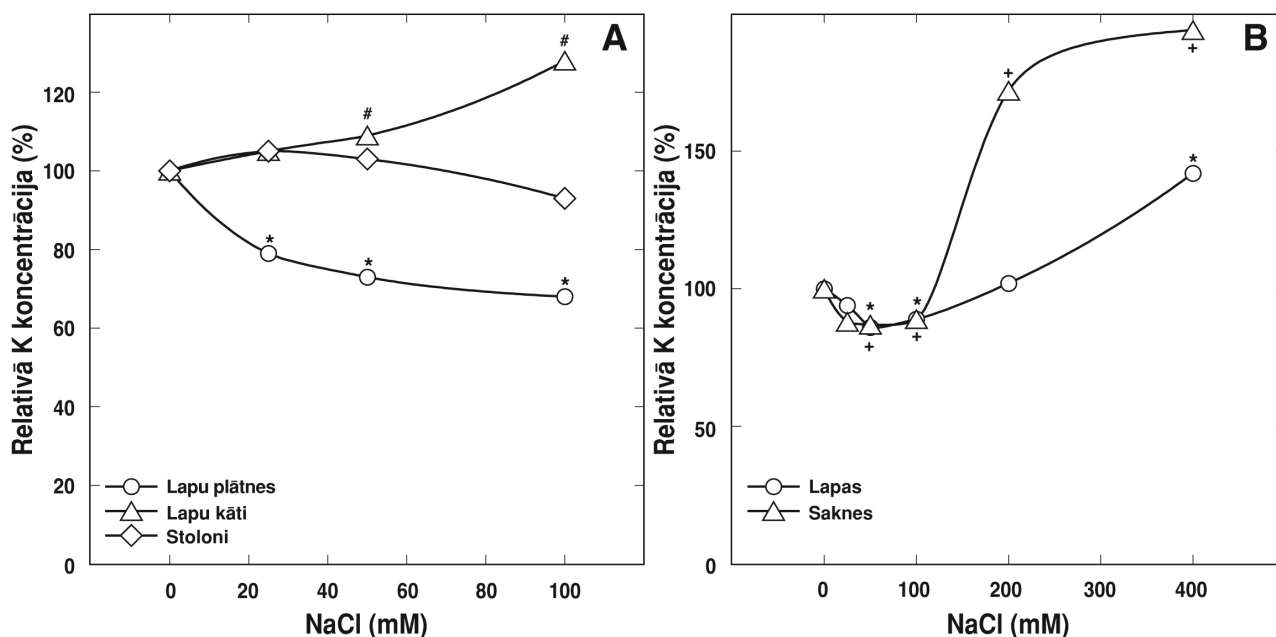 A
Relatīvā K koncentrācija (%)
120
100
80
60
40
20
0
#
#
*
*
*
Lapu plātnes
Lapu kāti
Stoloni
0 20 40 60 80 100
NaCl (mM)
B
Relatīvā K koncentrācija (%)
150
100
50
0
+
+
*
*
*
+
+
Lapas
Saknes
0 100 200 300 400
NaCl (mM)